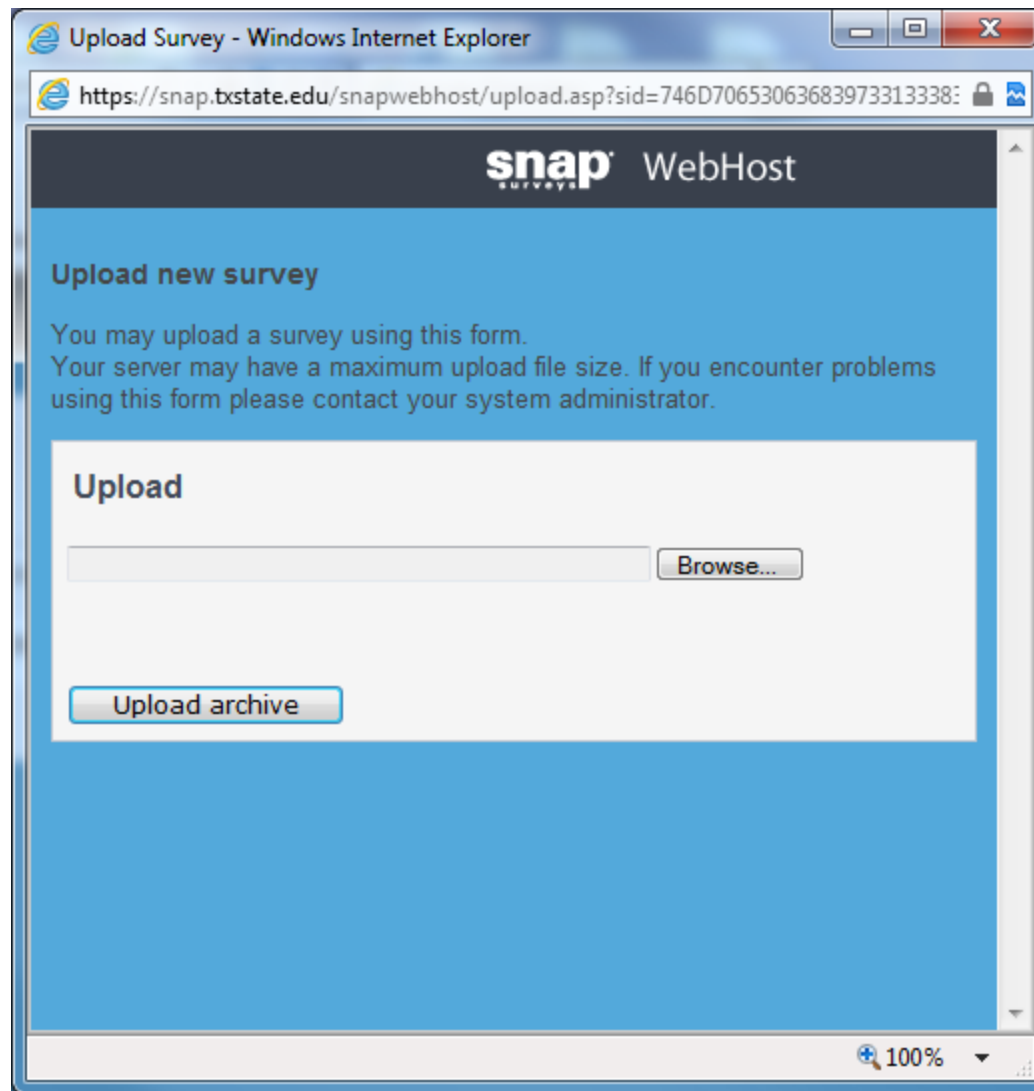 Upload Survey - Windows Internet Explorer
https://snap.txstate.edu/snapwebhost/upload.asp?sid=746D7065306368397331333383
snap WebHost
surveys
Upload new survey
You may upload a survey using this form.
Your server may have a maximum upload file size. If you encounter problems
using this form please contact your system administrator.
Upload
Browse...
Upload archive
100%